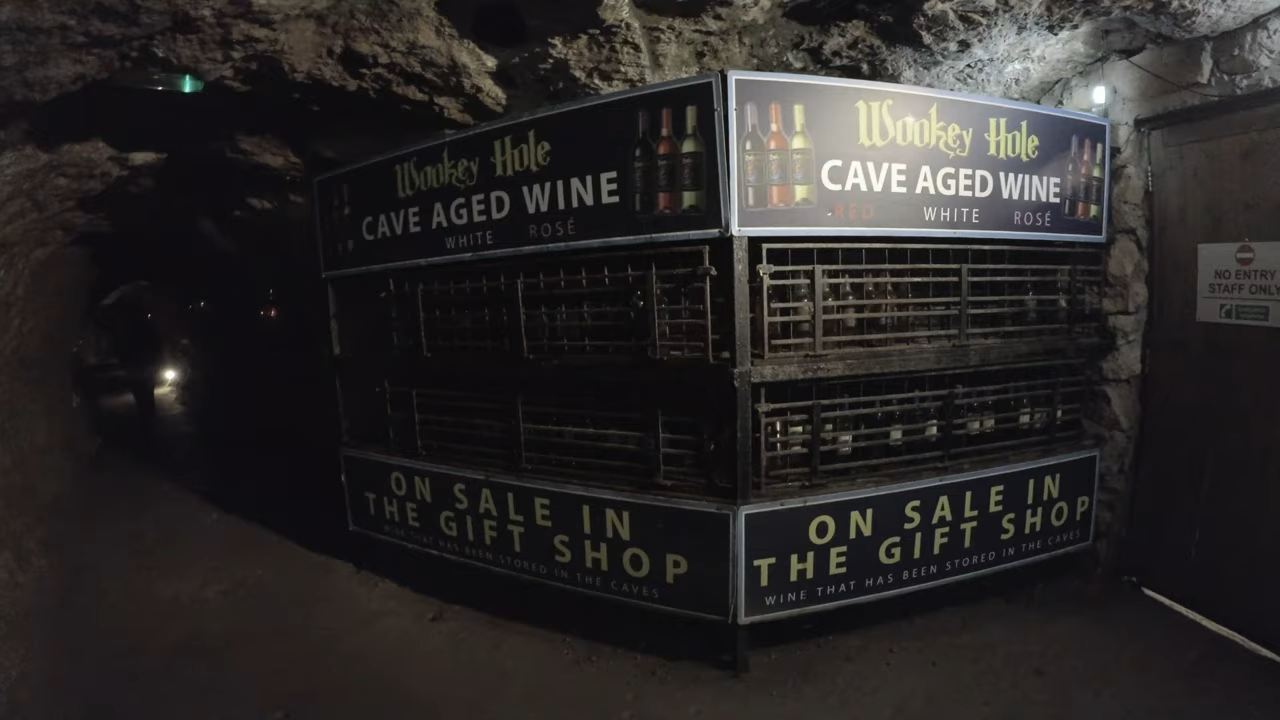 Wookey Hole
CAVE AGED WINE
WHITE ROSÉ
ON SALE IN
THE GIFT SHOP
WINE THAT HAS BEEN STORED IN THE CAVES
Wookey Hole
CAVE AGED WINE
RED WHITE ROSÉ
ON SALE IN
THE GIFT SHOP
WINE THAT HAS BEEN STORED IN THE CAVES
NO ENTRY
STAFF ONLY